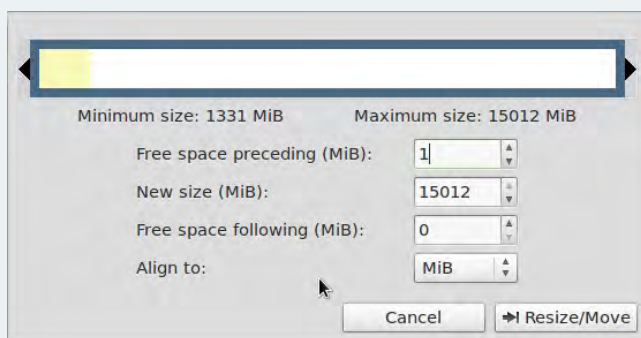 Minimum size: 1331 MiB Maximum size: 15012 MiB
Free space preceding (MiB): 1
New size (MiB): 15012
Free space following (MiB): 0
Align to: MiB
Cancel Resize/Move